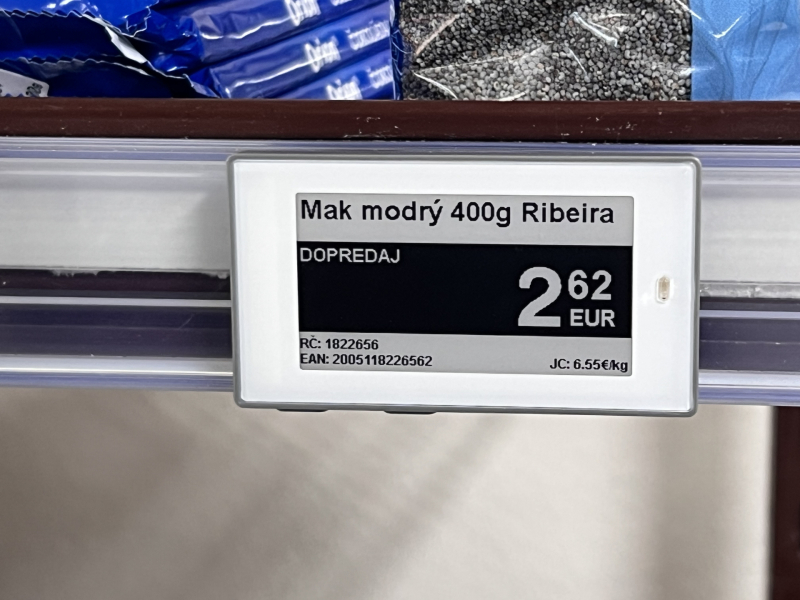 Mak modrý 400g Ribeira
DOPREDAJ
2 62
EUR
RČ: 1822656
EAN: 2005118226562
JC: 6.55€/kg